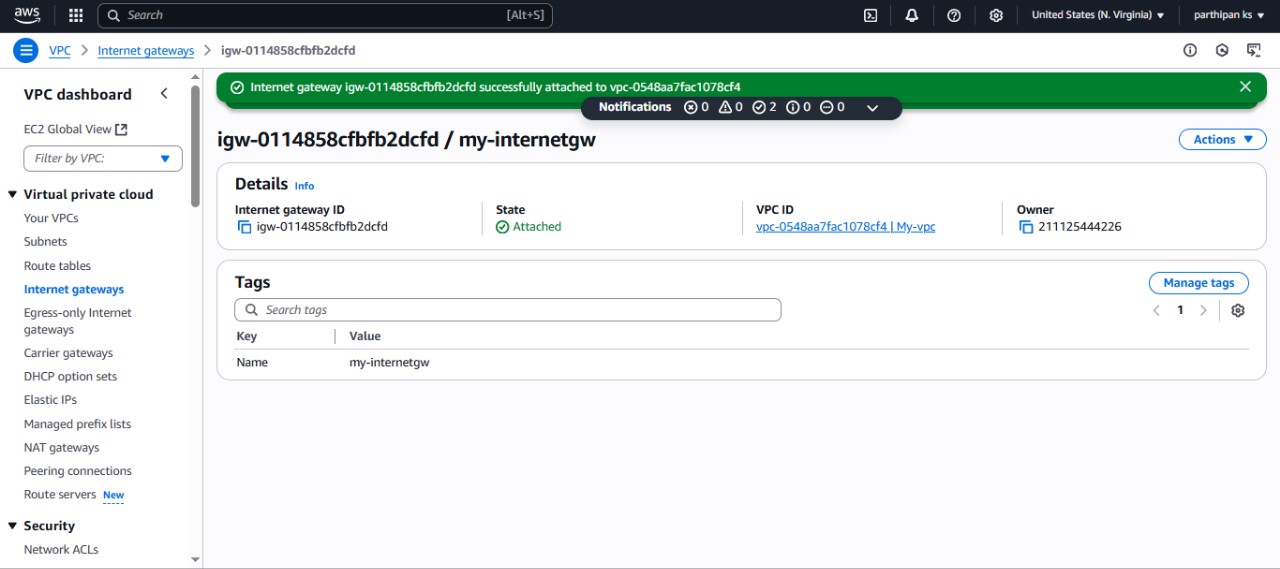 aws
Search [Alt+S] United States (N. Virginia) parthipan ks
VPC > Internet gateways > igw-0114858cfbfb2dcfd
VPC dashboard
EC2 Global View
Filter by VPC:
Virtual private cloud
Your VPCs
Subnets
Route tables
Internet gateways
Egress-only Internet
gateways
Carrier gateways
DHCP option sets
Elastic IPs
Managed prefix lists
NAT gateways
Peering connections
Route servers New
Security
Network ACLs
Internet gateway igw-0114858cfbfb2dcfd successfully attached to vpc-0548aa7fac1078cf4
Notifications 0 0 2 0 0
igw-0114858cfbfb2dcfd / my-internetgw
Actions
Details Info
Internet gateway ID
igw-0114858cfbfb2dcfd
State
Attached
VPC ID
vpc-0548aa7fac1078cf4 | My-vpc
Owner
211125444226
Tags
Manage tags
Search tags
1
Key Value
Name my-internetgw